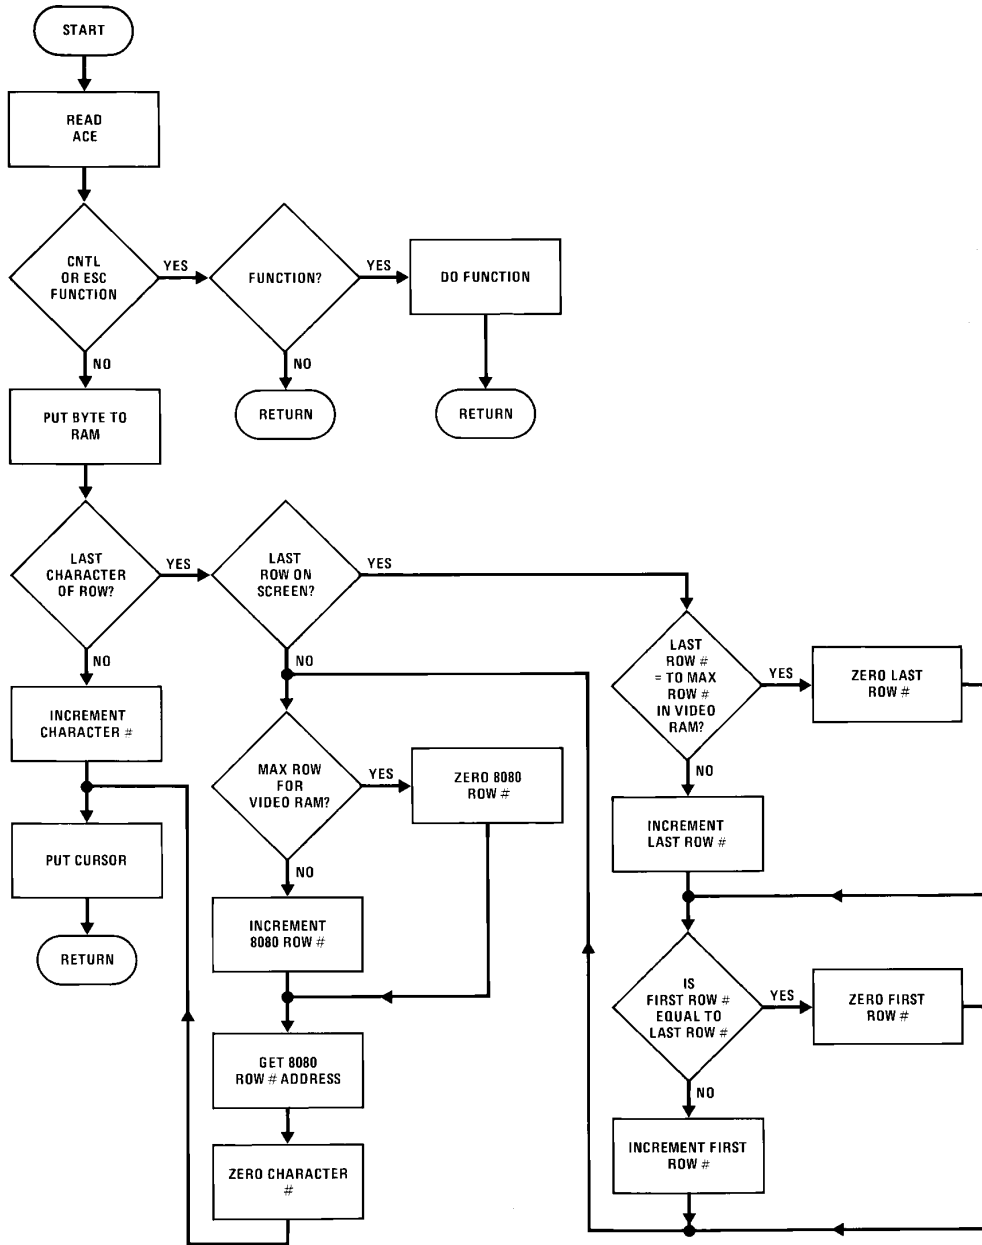 START
READ
ACE
CNTL
OR ESC
FUNCTION
YES
FUNCTION?
YES
DO FUNCTION
NO
NO
PUT BYTE TO
RAM
RETURN
RETURN
LAST
CHARACTER
OF ROW?
YES
LAST
ROW ON
SCREEN?
YES
NO
NO
LAST
ROW #
= TO MAX
ROW #
IN VIDEO
RAM?
YES
ZERO LAST
ROW #
INCREMENT
CHARACTER #
MAX ROW
FOR
VIDEO RAM?
YES
ZERO 8080
ROW #
NO
INCREMENT
LAST ROW #
PUT CURSOR
NO
INCREMENT
8080 ROW #
RETURN
IS
FIRST ROW #
EQUAL TO
LAST ROW #
YES
ZERO FIRST
ROW #
GET 8080
ROW # ADDRESS
NO
INCREMENT FIRST
ROW #
ZERO CHARACTER
#